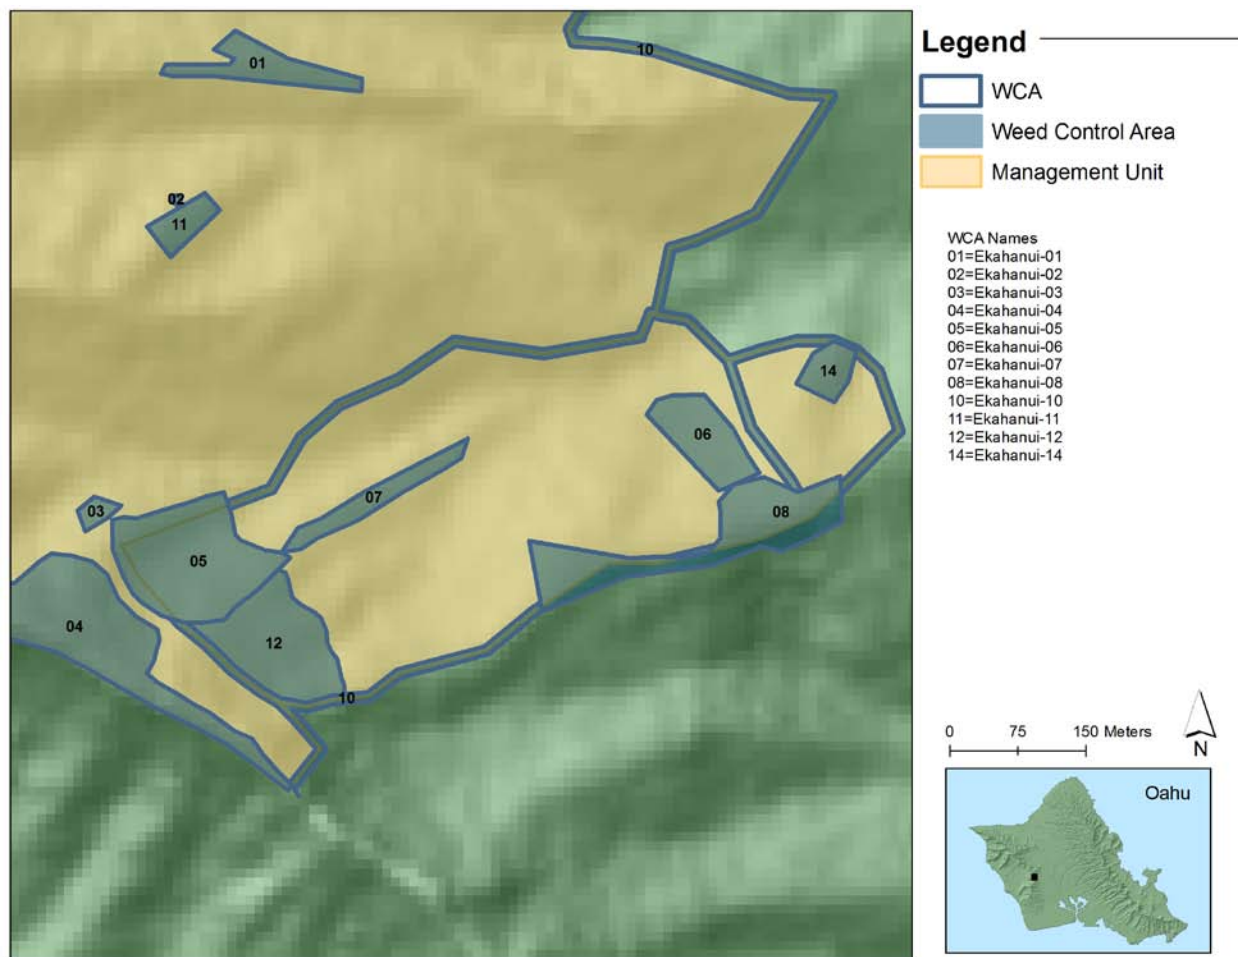 10
01
02
11
14
06
07
03
08
05
04
12
10
Legend
WCA
Weed Control Area
Management Unit
WCA Names
01=Ekahanui-01
02=Ekahanui-02
03=Ekahanui-03
04=Ekahanui-04
05=Ekahanui-05
06=Ekahanui-06
07=Ekahanui-07
08=Ekahanui-08
10=Ekahanui-10
11=Ekahanui-11
12=Ekahanui-12
14=Ekahanui-14
0 75 150 Meters
N
Oahu